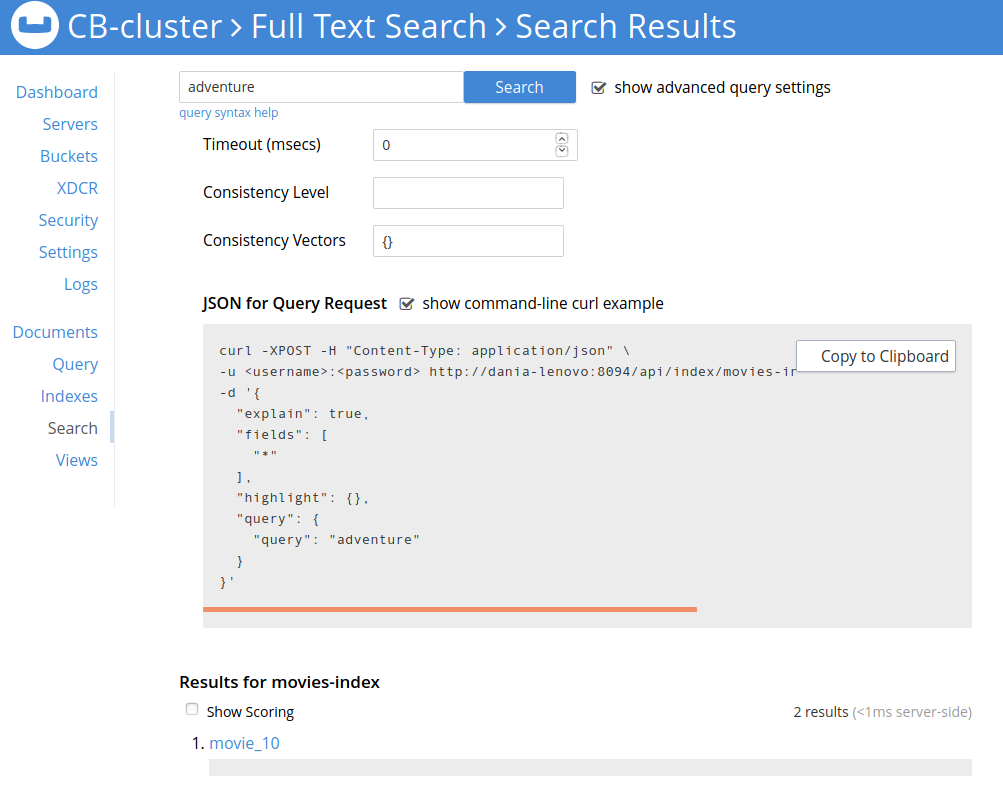 CB-cluster > Full Text Search > Search Results
Dashboard
Servers
Buckets
XDCR
Security
Settings
Logs
Documents
Query
Indexes
Search
Views
adventure
Search
show advanced query settings
query syntax help
Timeout (msecs)
0
Consistency Level
Consistency Vectors
{}
JSON for Query Request
show command-line curl example
Copy to Clipboard
curl -XPOST -H "Content-Type: application/json" \
-u <username>:<password> http://dania-lenovo:8094/api/index/movies-in
-d '{
"explain": true,
"fields": [
"*"
],
"highlight": {},
"query": {
"query": "adventure"
}
}'
Results for movies-index
Show Scoring
2 results (<1ms server-side)
1. movie_10